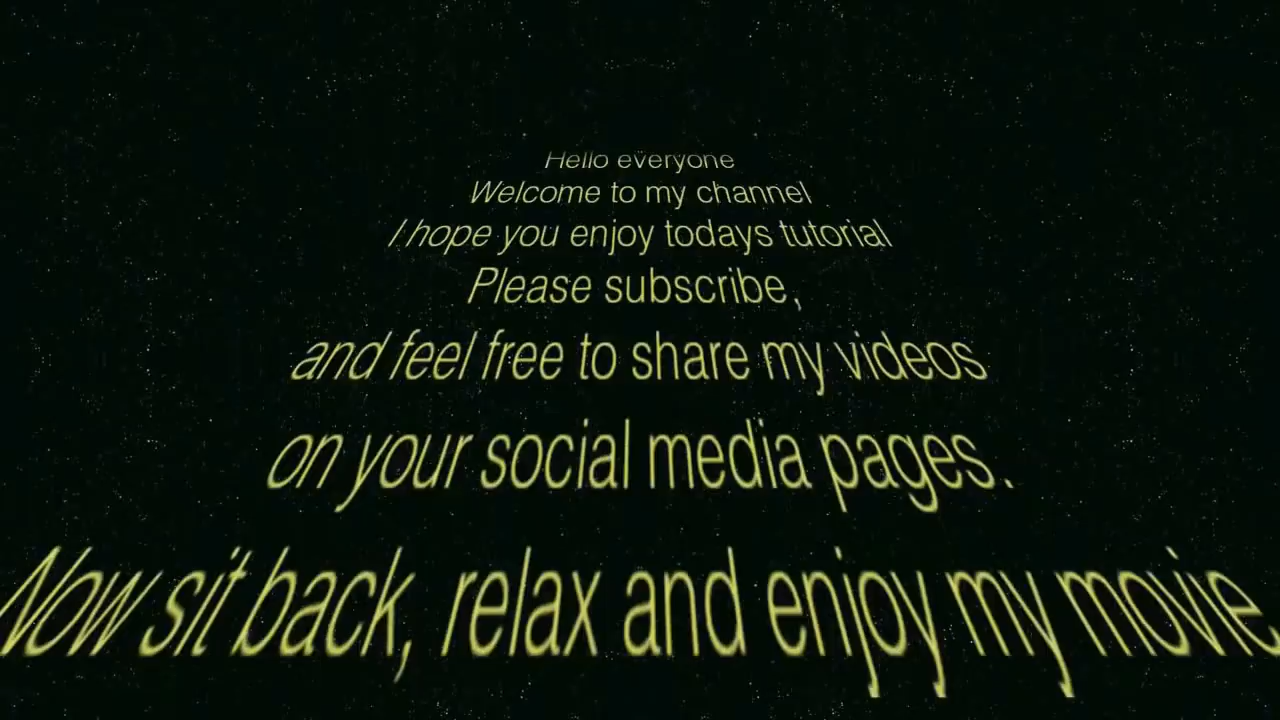 Hello everyone
Welcome to my channel
I hope you enjoy todays tutorial
Please subscribe,
and feel free to share my videos
on your social media pages.
Now sit back, relax and enjoy my movie